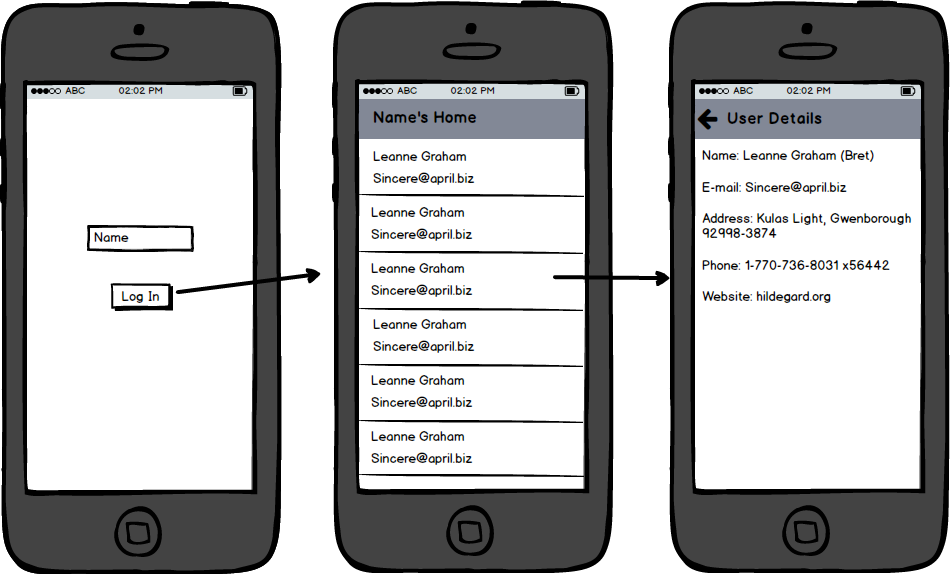 ABC 02:02 PM
Name
Log In
ABC 02:02 PM
Name's Home
Leanne Graham
Sincere@april.biz
Leanne Graham
Sincere@april.biz
Leanne Graham
Sincere@april.biz
Leanne Graham
Sincere@april.biz
Leanne Graham
Sincere@april.biz
Leanne Graham
Sincere@april.biz
ABC 02:02 PM
User Details
Name: Leanne Graham (Bret)
E-mail: Sincere@april.biz
Address: Kulas Light, Gwenborough
92998-3874
Phone: 1-770-736-8031 x56442
Website: hildegard.org